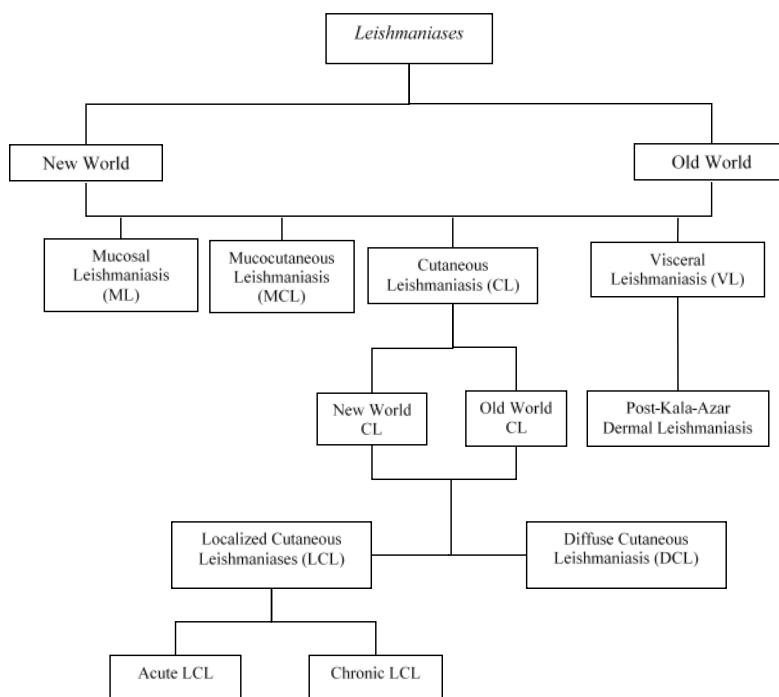 Leishmaniases
New World
Old World
Mucosal
Leishmaniasis
(ML)
Mucocutaneous
Leishmaniasis
(MCL)
Cutaneous
Leishmaniasis (CL)
Visceral
Leishmaniasis (VL)
New World
CL
Old World
CL
Post-Kala-Azar
Dermal Leishmaniasis
Localized Cutaneous
Leishmaniases (LCL)
Diffuse Cutaneous
Leishmaniasis (DCL)
Acute LCL
Chronic LCL